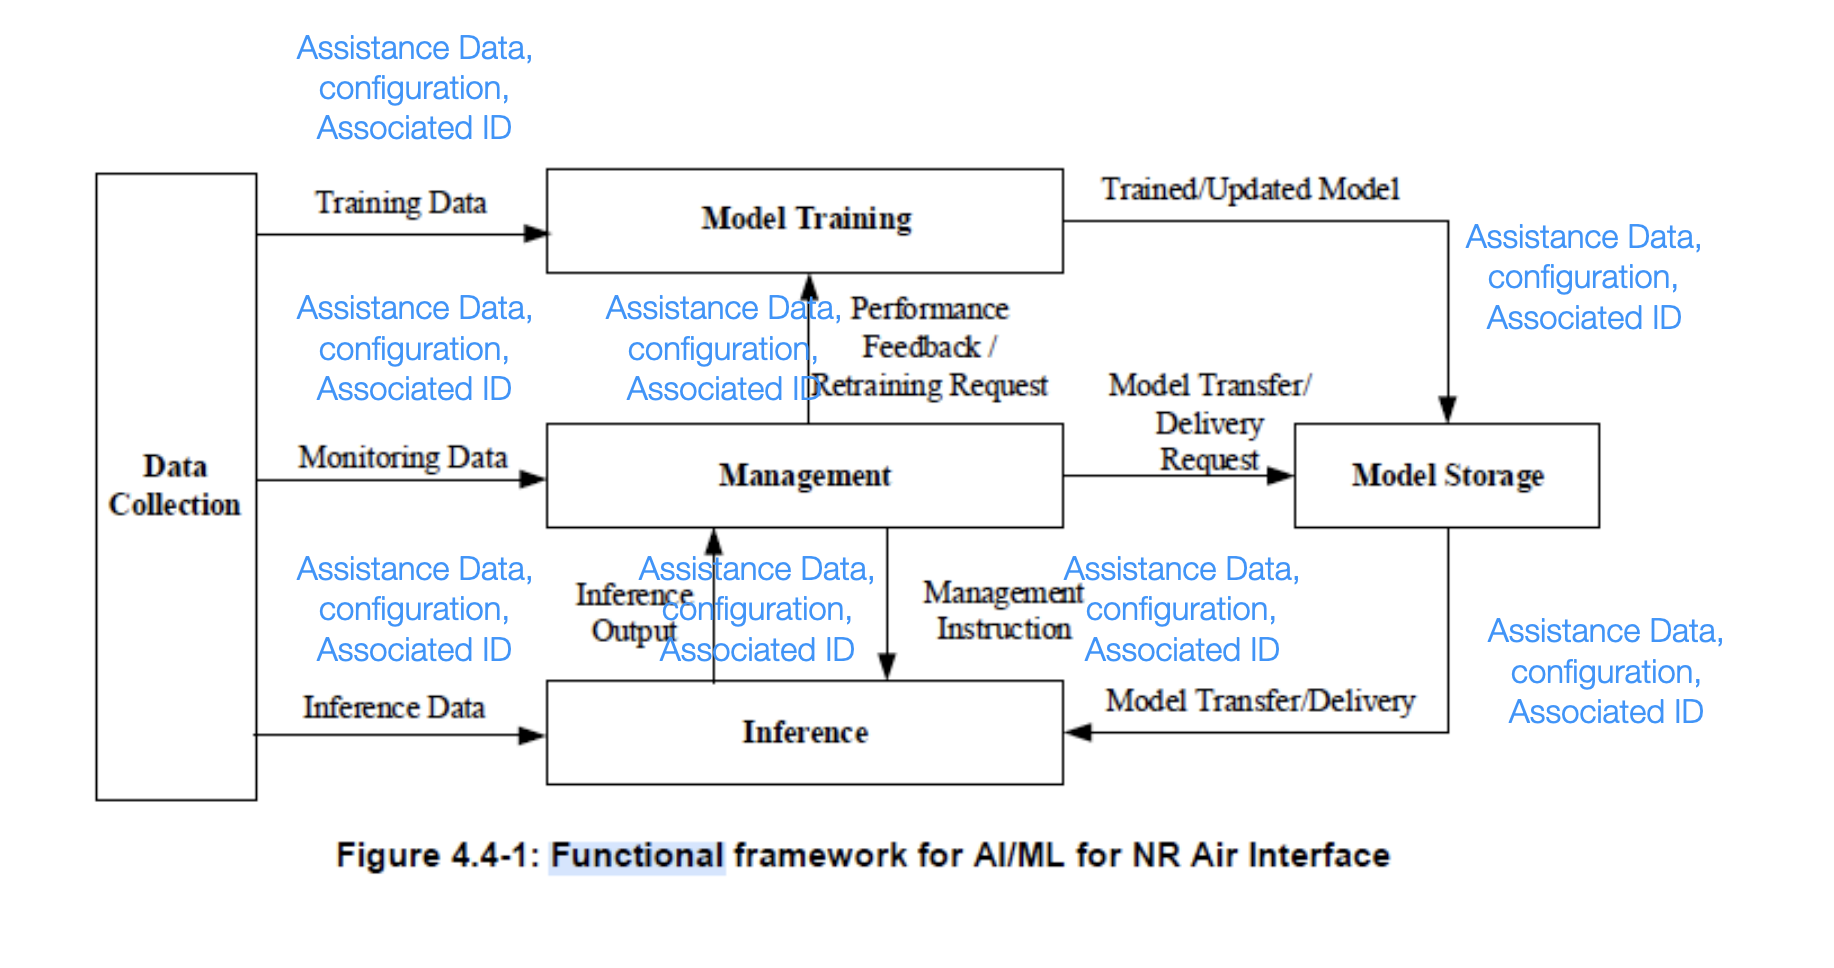 Assistance Data,
configuration,
Associated ID
Training Data
Model Training
Trained/Updated Model
Assistance Data,
configuration,
Associated ID
Assistance Data,
configuration,
Associated ID
Assistance Data,
configuration,
Associated ID
Performance
Feedback /
Retraining Request
Model Transfer/
Delivery
Request
Data
Collection
Monitoring Data
Management
Model Storage
Assistance Data,
configuration,
Associated ID
Inference
Output
Assistance Data,
configuration,
Associated ID
Management
Instruction
Assistance Data,
configuration,
Associated ID
Assistance Data,
configuration,
Associated ID
Inference Data
Inference
Model Transfer/Delivery
Figure 4.4-1: Functional framework for AI/ML for NR Air Interface